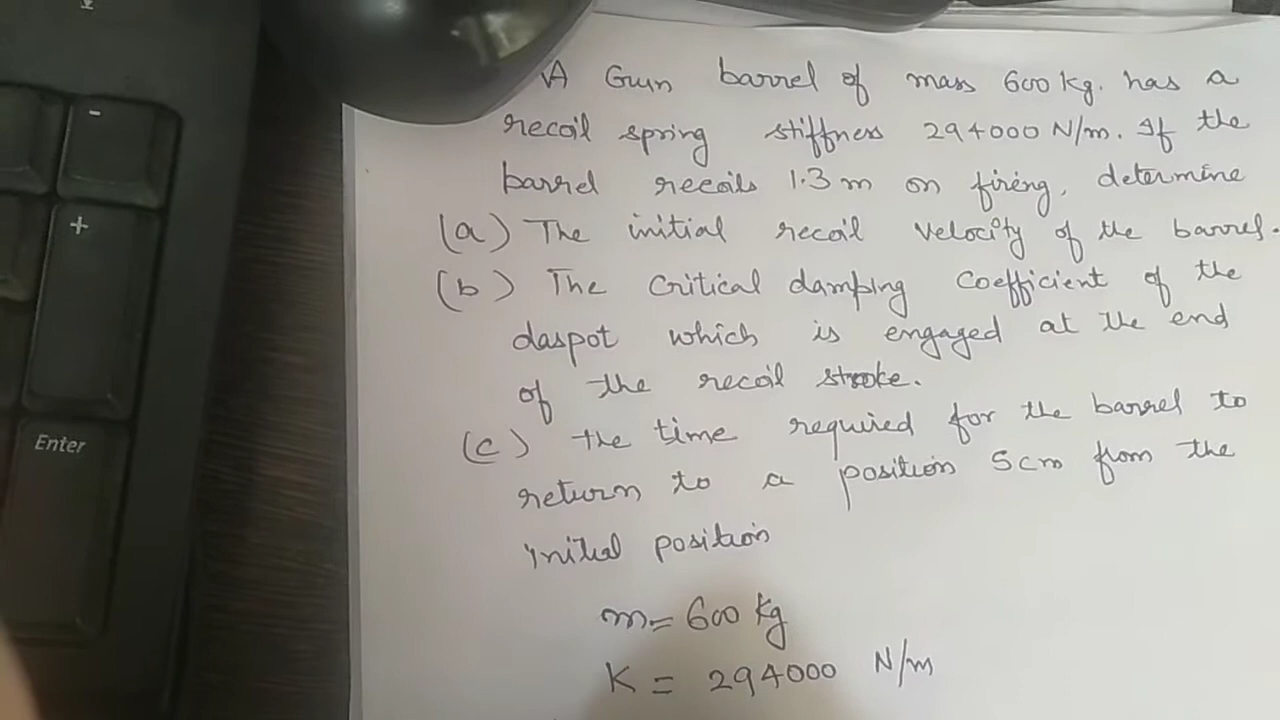 -
+
Enter
A Gun barrel of mass 600 kg. has a
recoil spring stiffness 294000 N/m. If the
barrel recoils 1.3 m on firing, determine
(a) The initial recoil velocity of the barrel.
(b) The critical damping coefficient of the
daspot which is engaged at the end
of the recoil stroke.
(c) the time required for the barrel to
return to a position 5cm from the
initial position
m = 600 kg
K = 294000 N/m